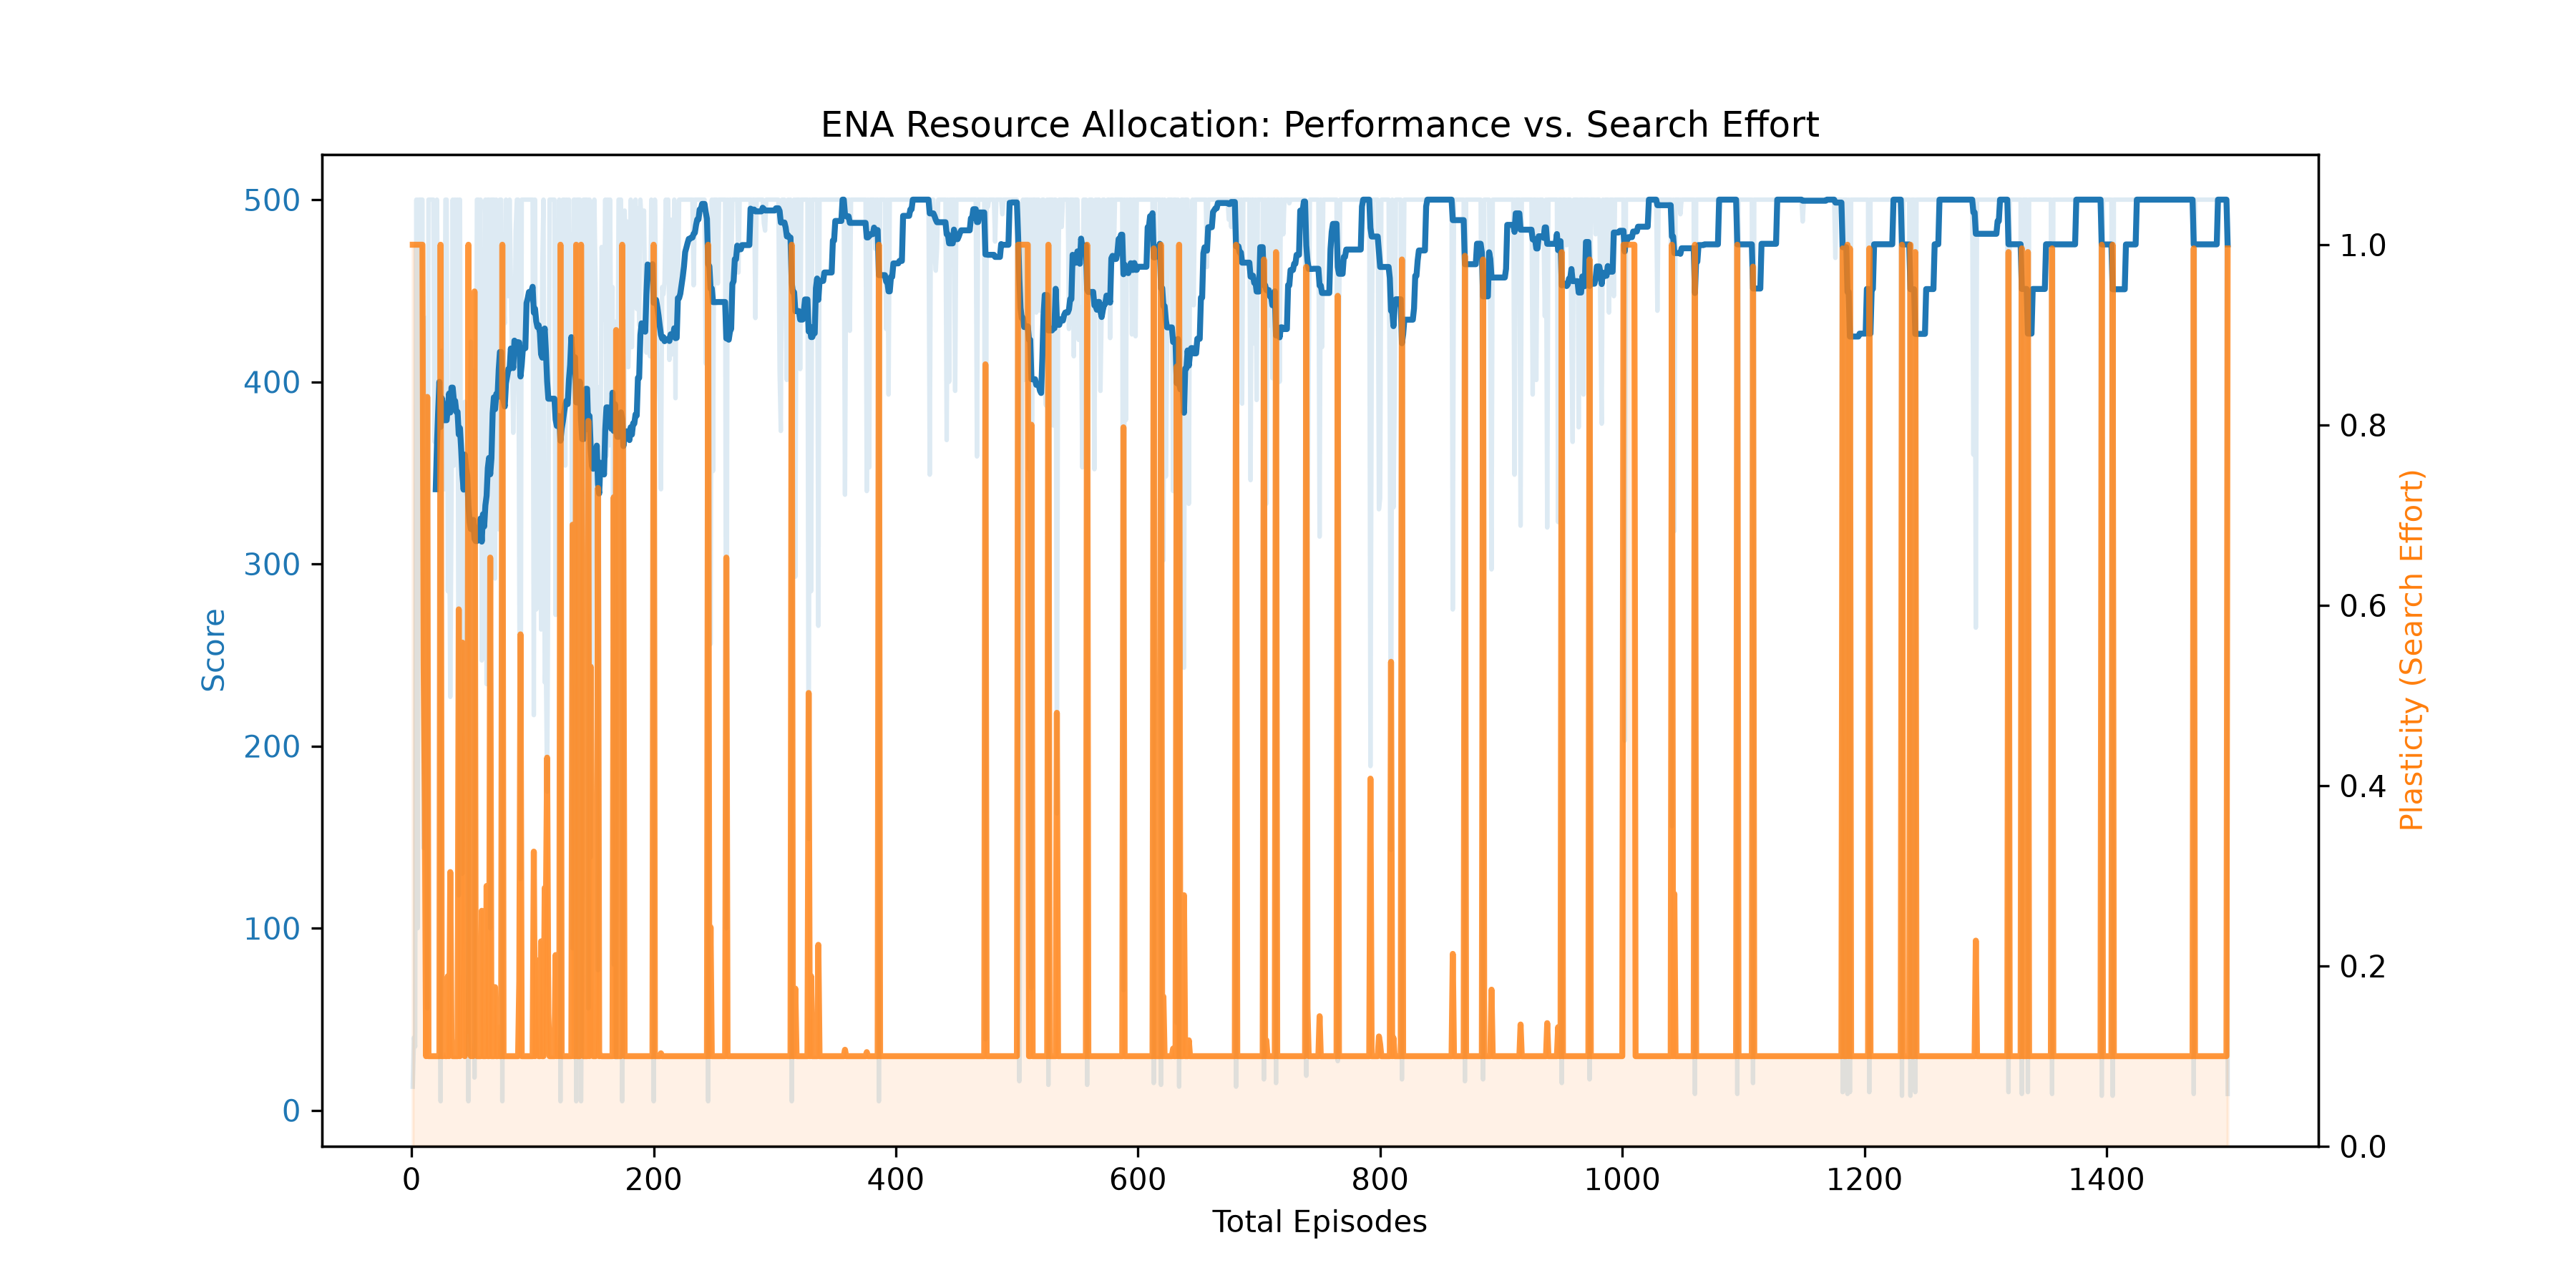 ENA Resource Allocation: Performance vs. Search Effort
500
400
300
200
100
0
Score
1.0
0.8
0.6
0.4
0.2
0.0
Plasticity (Search Effort)
0 200 400 600 800 1000 1200 1400
Total Episodes